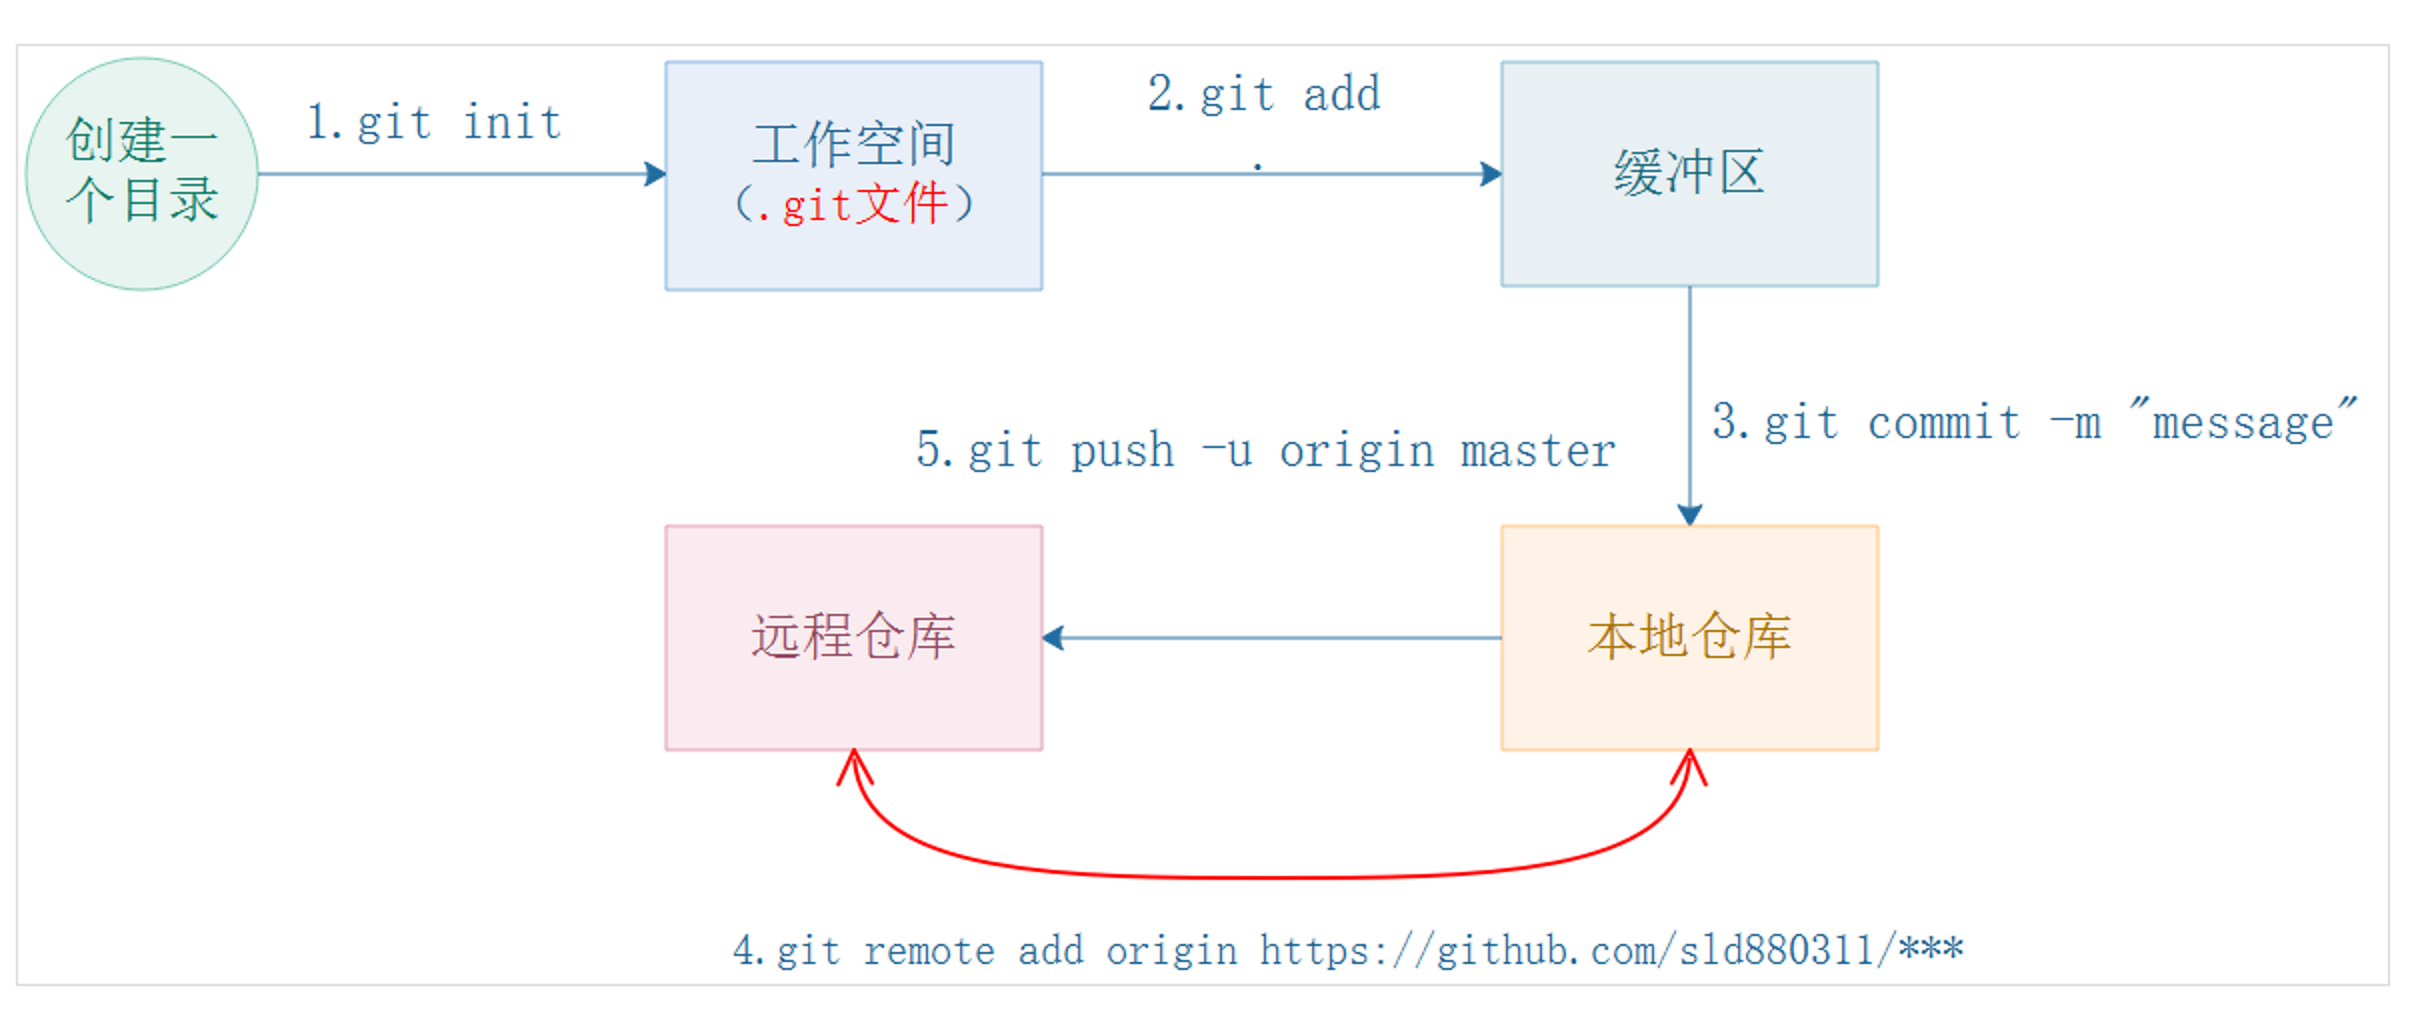 创建一
个目录
1.git init
工作空间
(.git文件)
2.git add
.
缓冲区
3.git commit -m "message"
5.git push -u origin master
远程仓库
本地仓库
4.git remote add origin https://github.com/sld880311/***